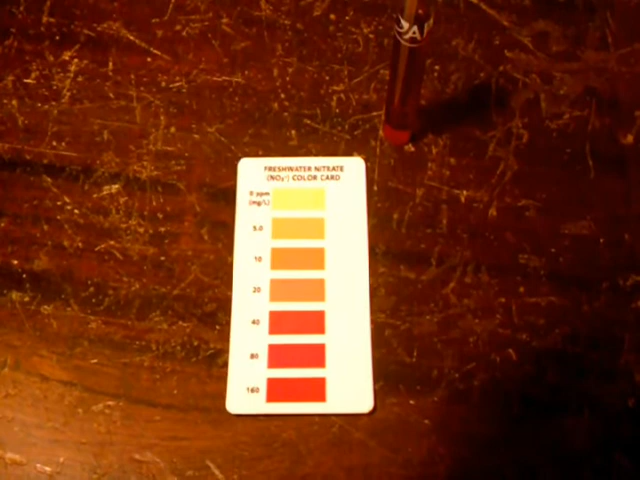 FRESHWATER NITRATE
(NO₃⁻) COLOR CARD
0 ppm
(mg/L)
5.0
10
20
40
80
160